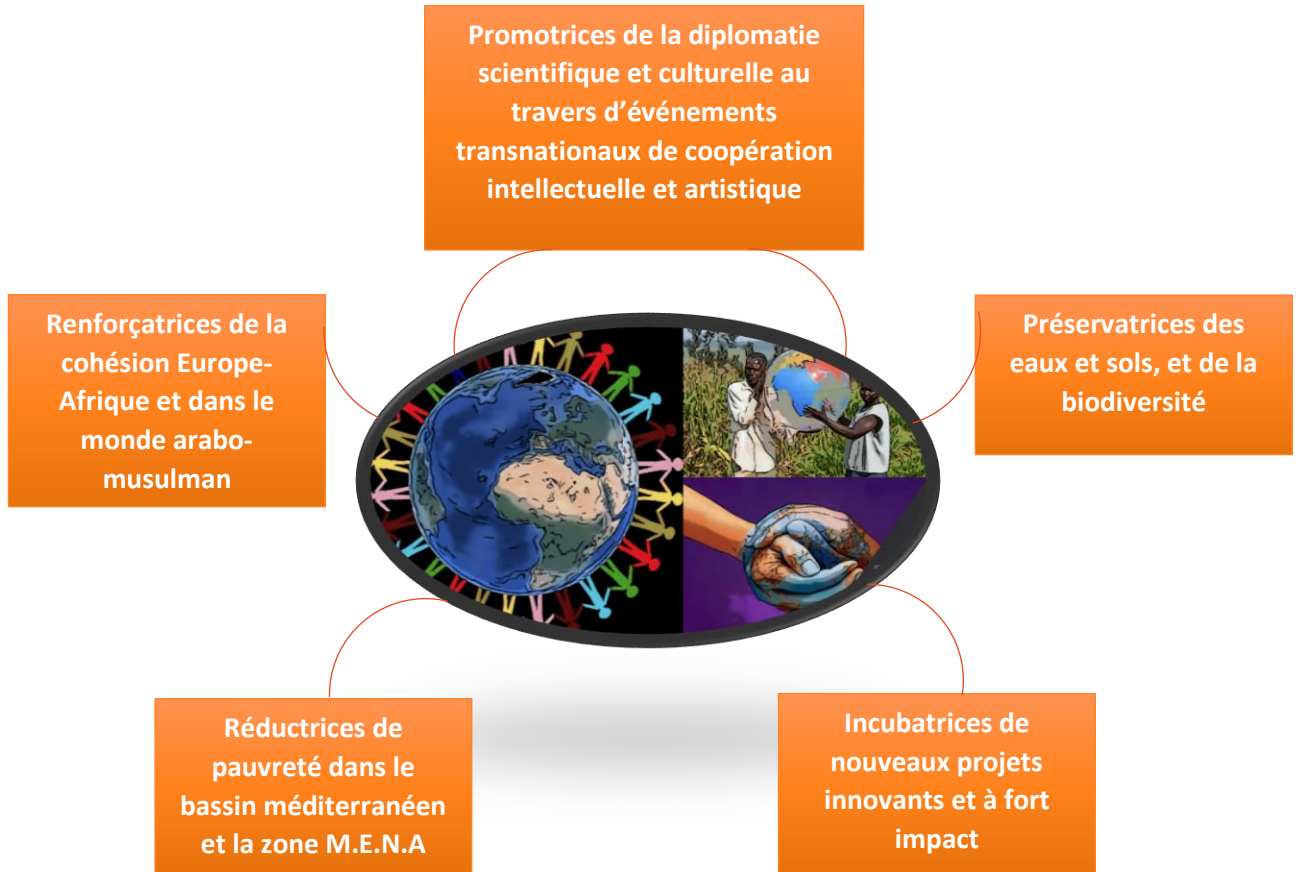 Promotrices de la diplomatie
scientifique et culturelle au
travers d’événements
transnationaux de coopération
intellectuelle et artistique
Renforçatrices de la
cohésion Europe-
Afrique et dans le
monde arabo-
musulman
Préservatrices des
eaux et sols, et de la
biodiversité
Réductrices de
pauvreté dans le
bassin méditerranéen
et la zone M.E.N.A
Incubatrices de
nouveaux projets
innovants et à fort
impact